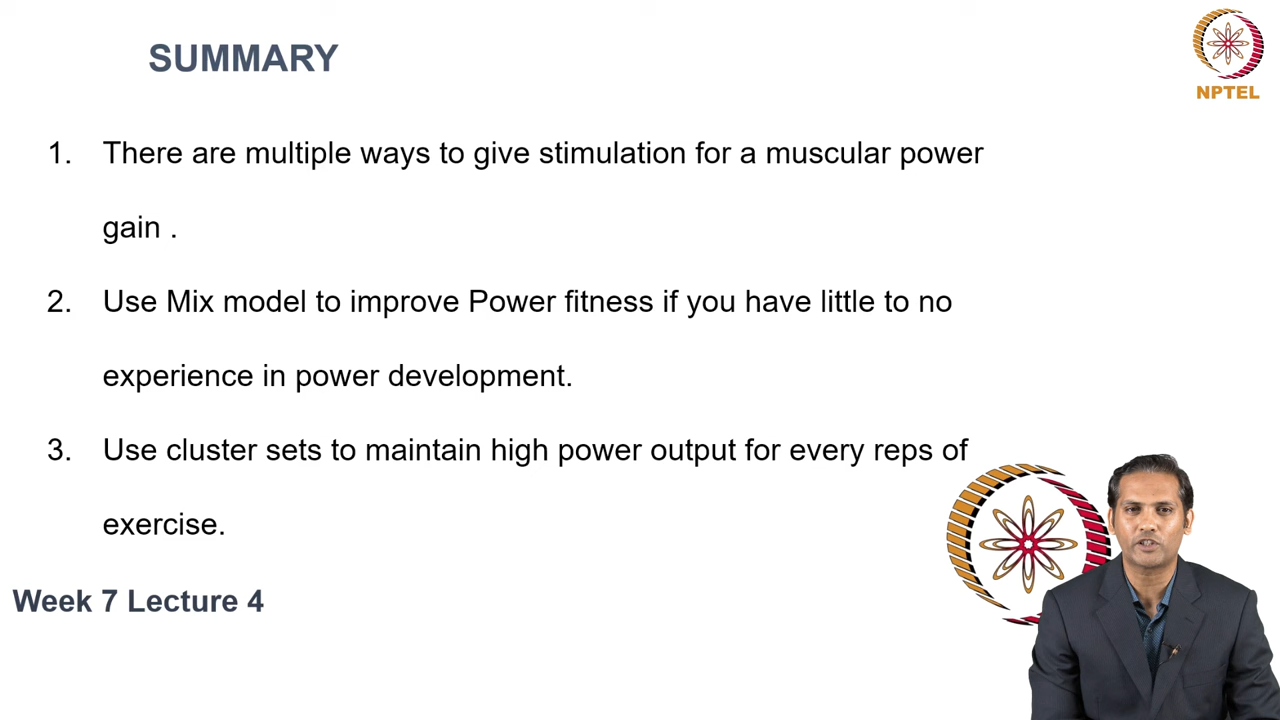 SUMMARY
NPTEL
1. There are multiple ways to give stimulation for a muscular power
gain .
2. Use Mix model to improve Power fitness if you have little to no
experience in power development.
3. Use cluster sets to maintain high power output for every reps of
exercise.
Week 7 Lecture 4